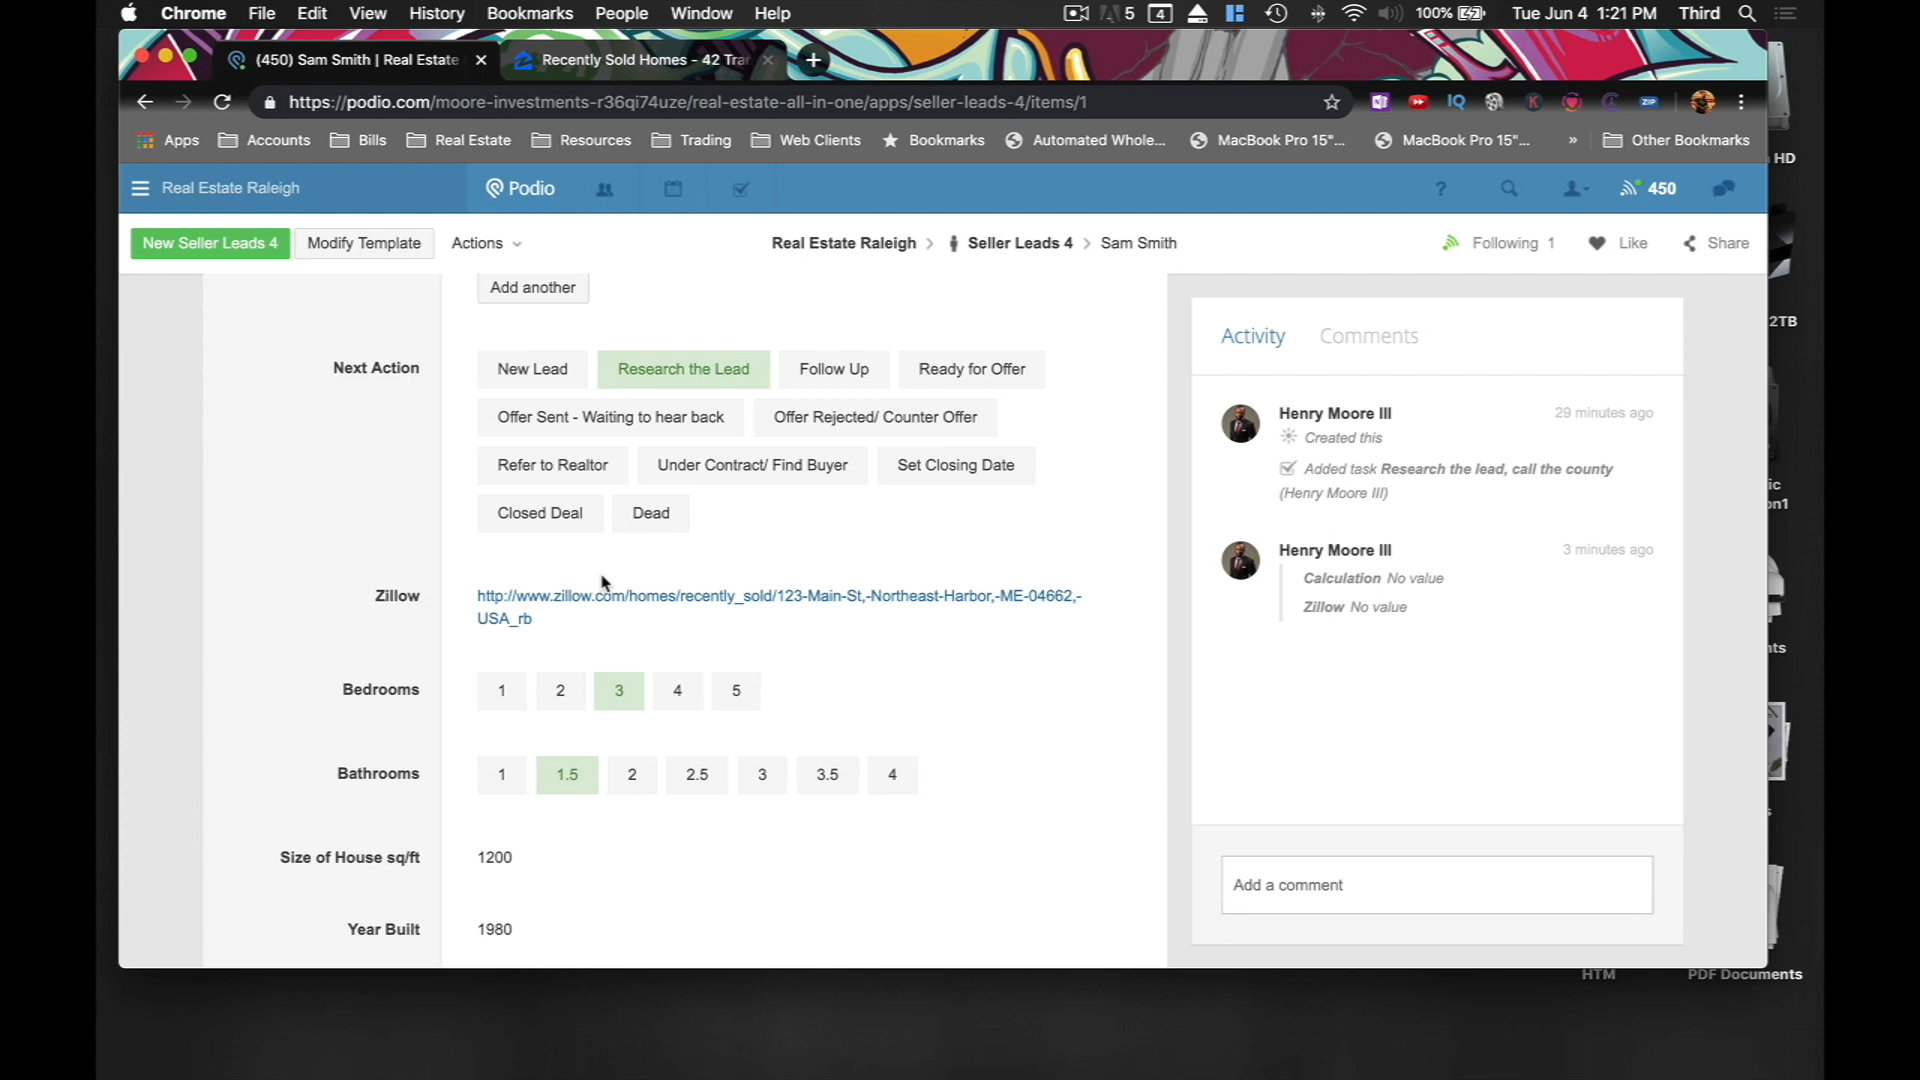 Chrome File Edit View History Bookmarks People Window Help 5 4 100% Tue Jun 4 1:21 PM Third
(450) Sam Smith | Real Estate Recently Sold Homes - 42 Tran
https://podio.com/moore-investments-r36qi74uze/real-estate-all-in-one/apps/seller-leads-4/items/1
Apps Accounts Bills Real Estate Resources Trading Web Clients Bookmarks Automated Whole... MacBook Pro 15"... MacBook Pro 15"... » Other Bookmarks
HD
Real Estate Raleigh Podio ? 450
New Seller Leads 4 Modify Template Actions Real Estate Raleigh > Seller Leads 4 > Sam Smith Following 1 Like Share
Add another
2TB
Activity Comments
Next Action New Lead Research the Lead Follow Up Ready for Offer
Offer Sent - Waiting to hear back Offer Rejected/ Counter Offer
Refer to Realtor Under Contract/ Find Buyer Set Closing Date
Closed Deal Dead
Henry Moore III 29 minutes ago
Created this
Added task Research the lead, call the county
(Henry Moore III)
ic
on1
Henry Moore III 3 minutes ago
Calculation No value
Zillow No value
Zillow http://www.zillow.com/homes/recently_sold/123-Main-St,-Northeast-Harbor,-ME-04662,-
USA_rb
nts
Bedrooms 1 2 3 4 5
Bathrooms 1 1.5 2 2.5 3 3.5 4
Size of House sq/ft 1200
Add a comment
Year Built 1980
HTM PDF Documents